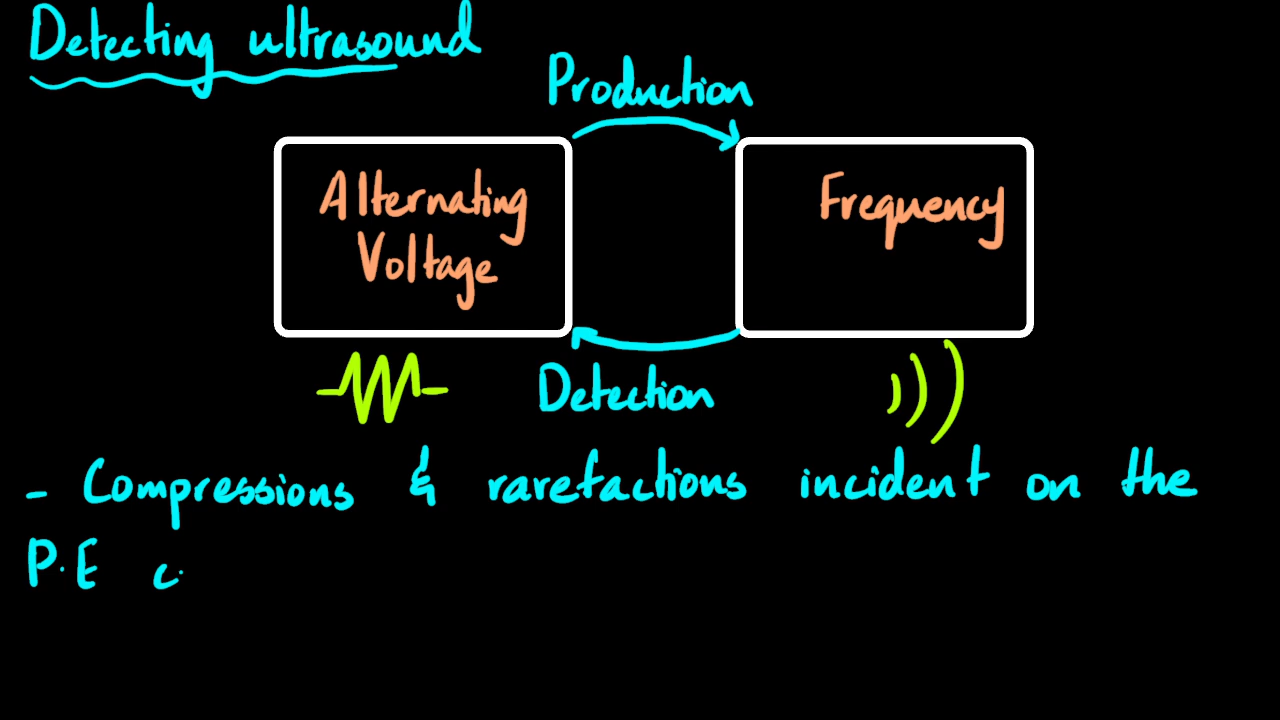 Detecting ultrasound
Production
Alternating
Voltage
Frequency
Detection
- Compressions & rarefactions incident on the
P.E c